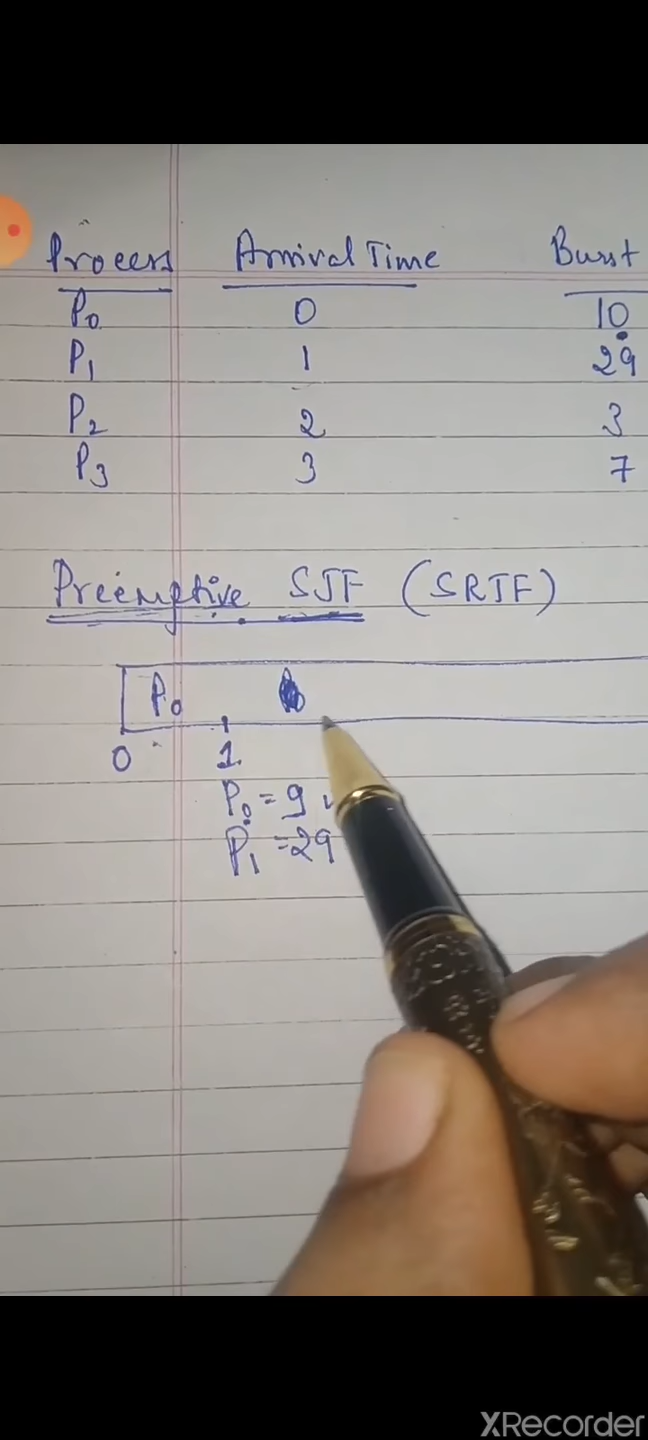 Process Arrival Time Burst
P0 0 10
P1 1 29
P2 2 3
P3 3 7
Preemptive SJF (SRTF)
P0
0 1
P0 = 9
P1 = 29
XRecorder